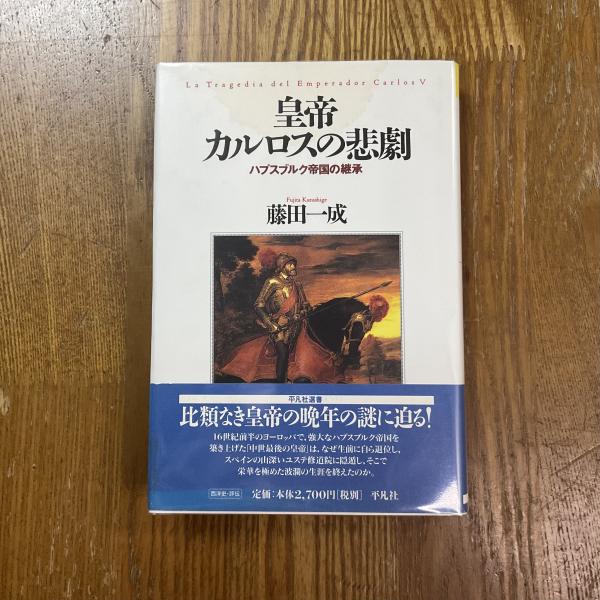 La Tragedia del Emperador Carlos V
皇帝
カルロスの悲劇
ハプスブルク帝国の継承
Fujita Kazushige
藤田一成
平凡社選書
比類なき皇帝の晩年の謎に迫る!
16世紀前半のヨーロッパで、強大なハプスブルク帝国を
築き上げた「中世最後の皇帝」は、なぜ生前に自ら退位し、
スペインの山深いユステ修道院に隠遁し、そこで
栄華を極めた波瀾の生涯を終えたのか。
西洋史・評伝
定価:本体2,700円[税別] 平凡社